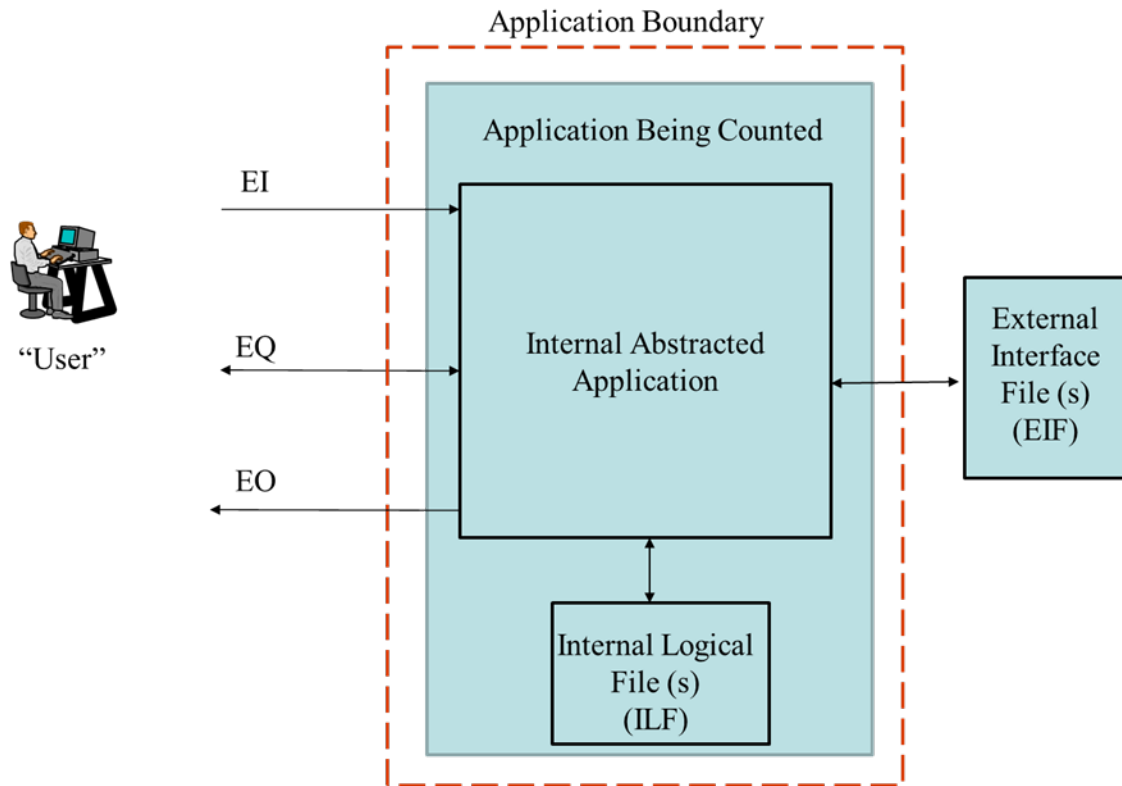 Application Boundary
Application Being Counted
EI
“User”
EQ
EO
Internal Abstracted
Application
Internal Logical
File (s)
(ILF)
External
Interface
File (s)
(EIF)